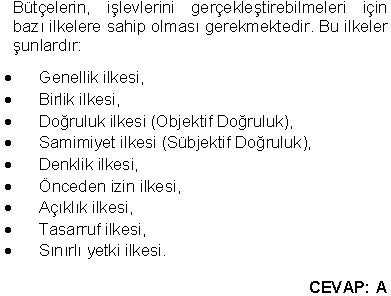 Bütçelerin, işlevlerini gerçekleştirebilmeleri için
bazı ilkelere sahip olması gerekmektedir. Bu ilkeler
şunlardır:
• Genellik ilkesi,
• Birlik ilkesi,
• Doğruluk ilkesi (Objektif Doğruluk),
• Samimiyet ilkesi (Sübjektif Doğruluk),
• Denklik ilkesi,
• Önceden izin ilkesi,
• Açıklık ilkesi,
• Tasarruf ilkesi,
• Sınırlı yetki ilkesi.
CEVAP: A